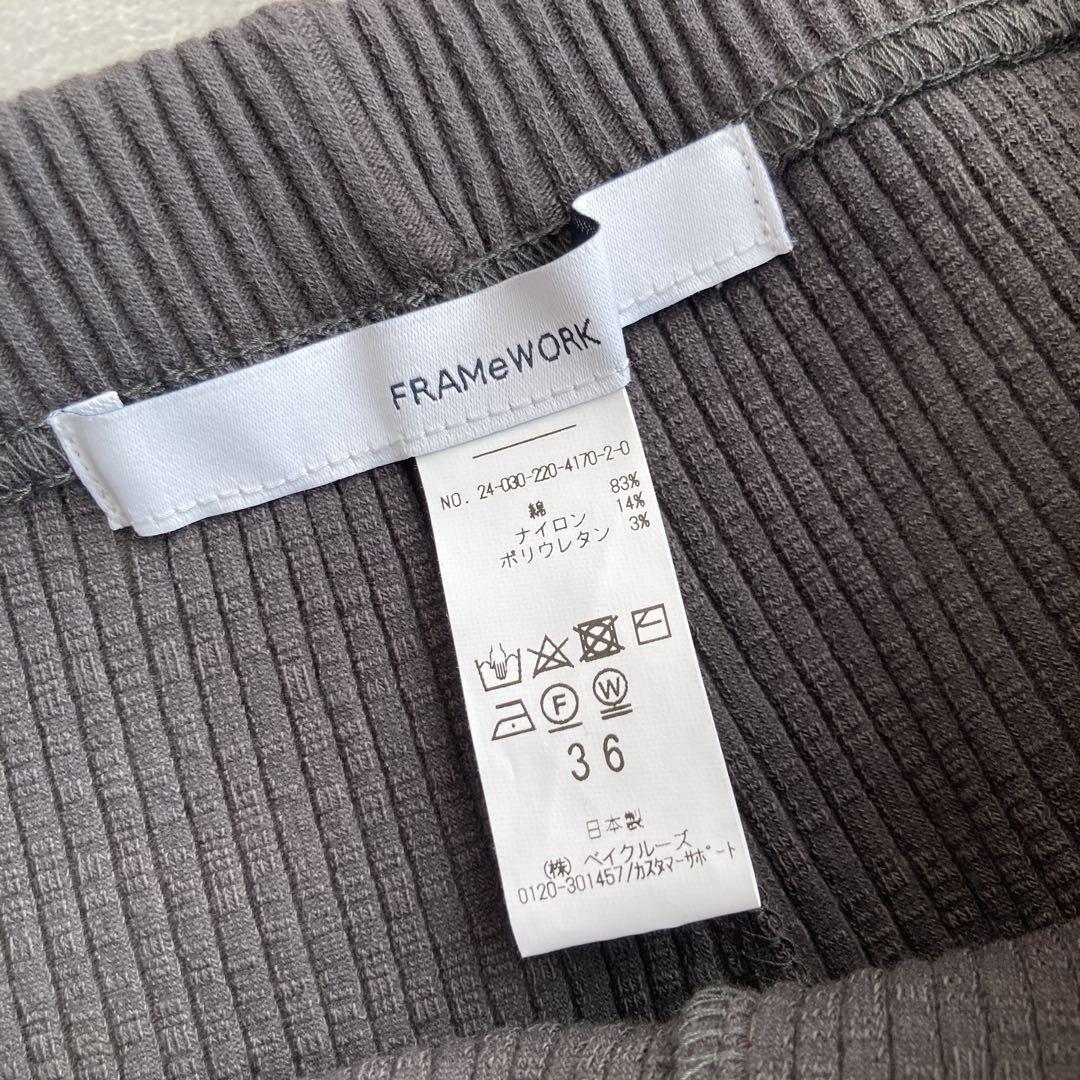 FRAMeWORK
NO. 24-030-220-4170-2-0
綿 83%
ナイロン 14%
ポリウレタン 3%
F W
36
日本製
(株) ベイクルーズ
0120-301457/カスタマーサポート